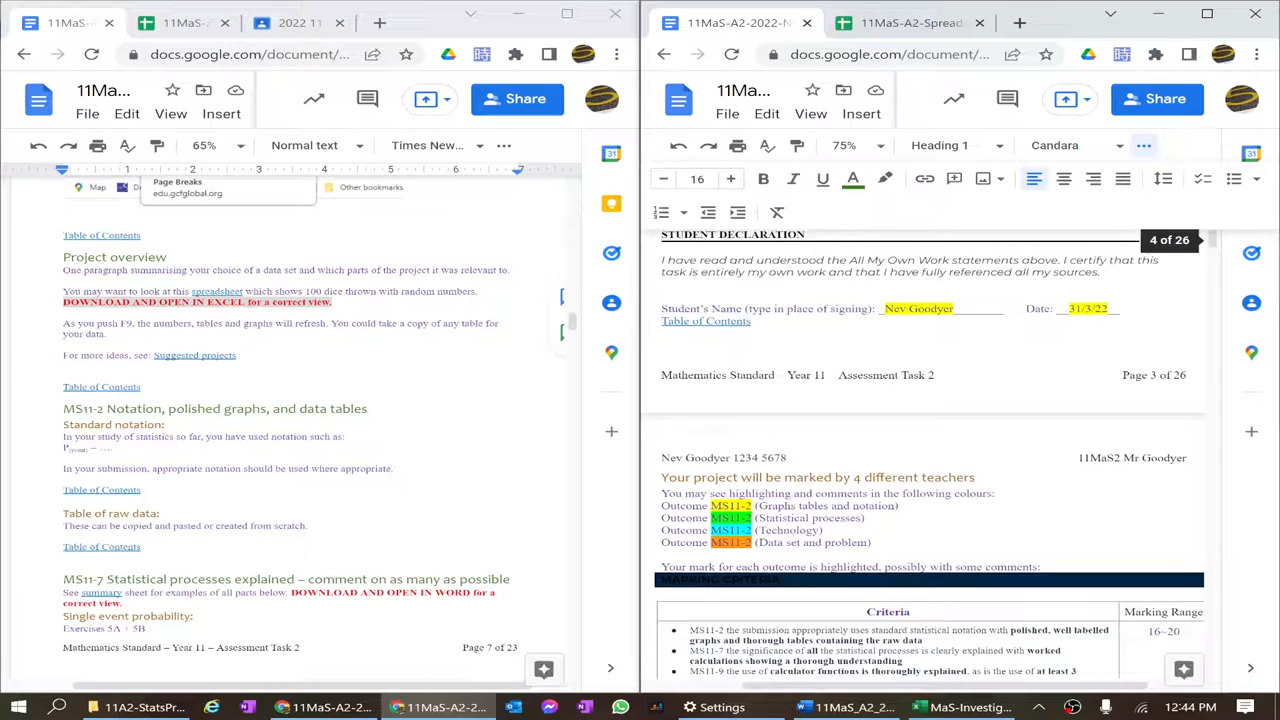 11MaS-A
11MaS-
2022 11
11Ma
File Edit View Insert
Share
docs.google.com/document/...
65%
Normal text
Times New...
1 2 3 4 5 6 7
Map
Page Breaks
edu.gcfglobal.org
Other bookmarks
Table of Contents
Project overview
One paragraph summarising your choice of a data set and which parts of the project it was relevant to.
You may want to look at this spreadsheet which shows 100 dice thrown with random numbers.
DOWNLOAD AND OPEN IN EXCEL for a correct view.
As you push F9, the numbers, tables and graphs will refresh. You could take a copy of any table for
your data.
For more ideas, see: Suggested projects
Table of Contents
MS11-2 Notation, polished graphs, and data tables
Standard notation:
In your study of statistics so far, you have used notation such as:
P(event) = ....
In your submission, appropriate notation should be used where appropriate.
Table of Contents
Table of raw data:
These can be copied and pasted or created from scratch.
Table of Contents
MS11-7 Statistical processes explained – comment on as many as possible
See summary sheet for examples of all parts below. DOWNLOAD AND OPEN IN WORD for a
correct view.
Single event probability:
Exercises 5A + 5B
Mathematics Standard – Year 11 – Assessment Task 2
Page 7 of 23
11MaS-A2-2022-N
11MaS-A2-Spread
docs.google.com/document/...
11Ma
File Edit View Insert
Share
75%
Heading 1
Candara
16
STUDENT DECLARATION
4 of 26
I have read and understood the All My Own Work statements above. I certify that this
task is entirely my own work and that I have fully referenced all my sources.
Student's Name (type in place of signing): Nev Goodyer Date: 31/3/22
Table of Contents
Mathematics Standard – Year 11 Assessment Task 2
Page 3 of 26
Nev Goodyer 1234 5678
11MaS2 Mr Goodyer
Your project will be marked by 4 different teachers
You may see highlighting and comments in the following colours:
Outcome MS11-2 (Graphs tables and notation)
Outcome MS11-2 (Statistical processes)
Outcome MS11-2 (Technology)
Outcome MS11-2 (Data set and problem)
Your mark for each outcome is highlighted, possibly with some comments:
MARKING CRITERIA
Criteria
Marking Range
• MS11-2 the submission appropriately uses standard statistical notation with polished, well labelled
graphs and thorough tables containing the raw data
16~20
• MS11-7 the significance of all the statistical processes is clearly explained with worked
calculations showing a thorough understanding
• MS11-9 the use of calculator functions is thoroughly explained, as is the use of at least 3
11A2-StatsPr...
11MaS-A2-2...
11MaS-A2-2...
Settings
M11MaS_A2_2...
MaS-Investig...
12:44 PM